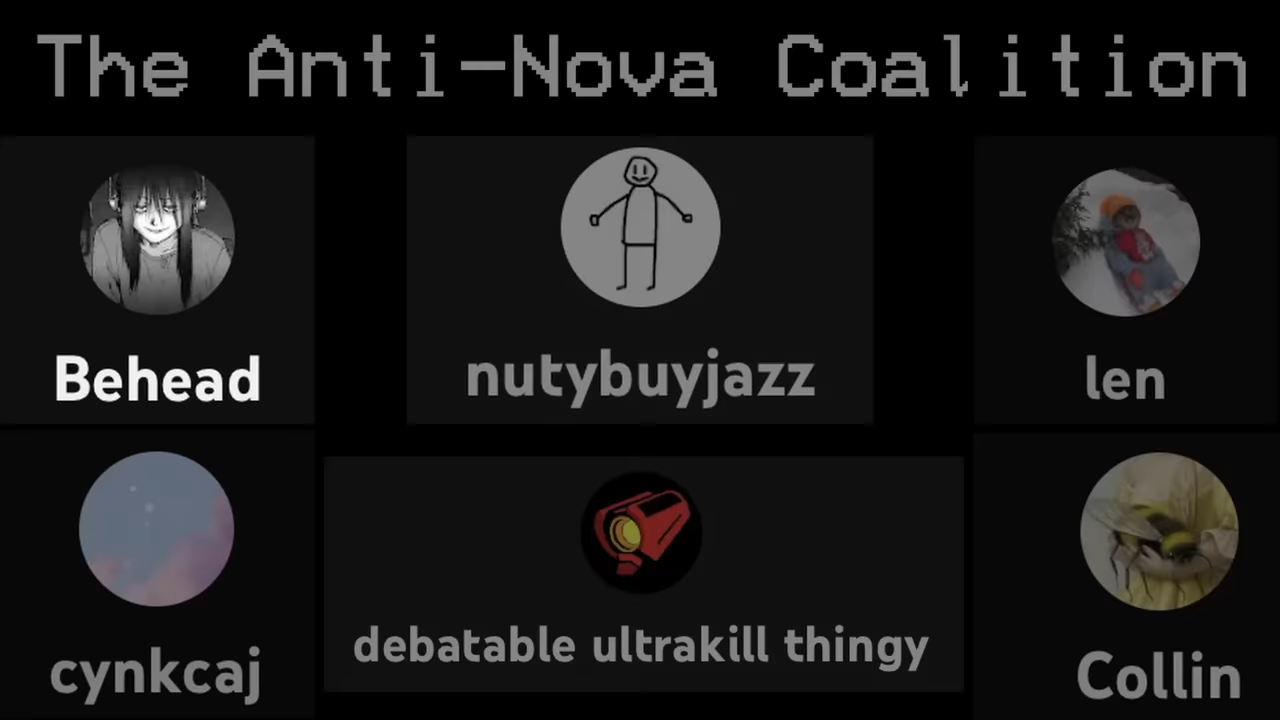 The Anti-Nova Coalition
Behead
nutybuyjazz
len
cynkcaj
debatable ultrakill thingy
Collin